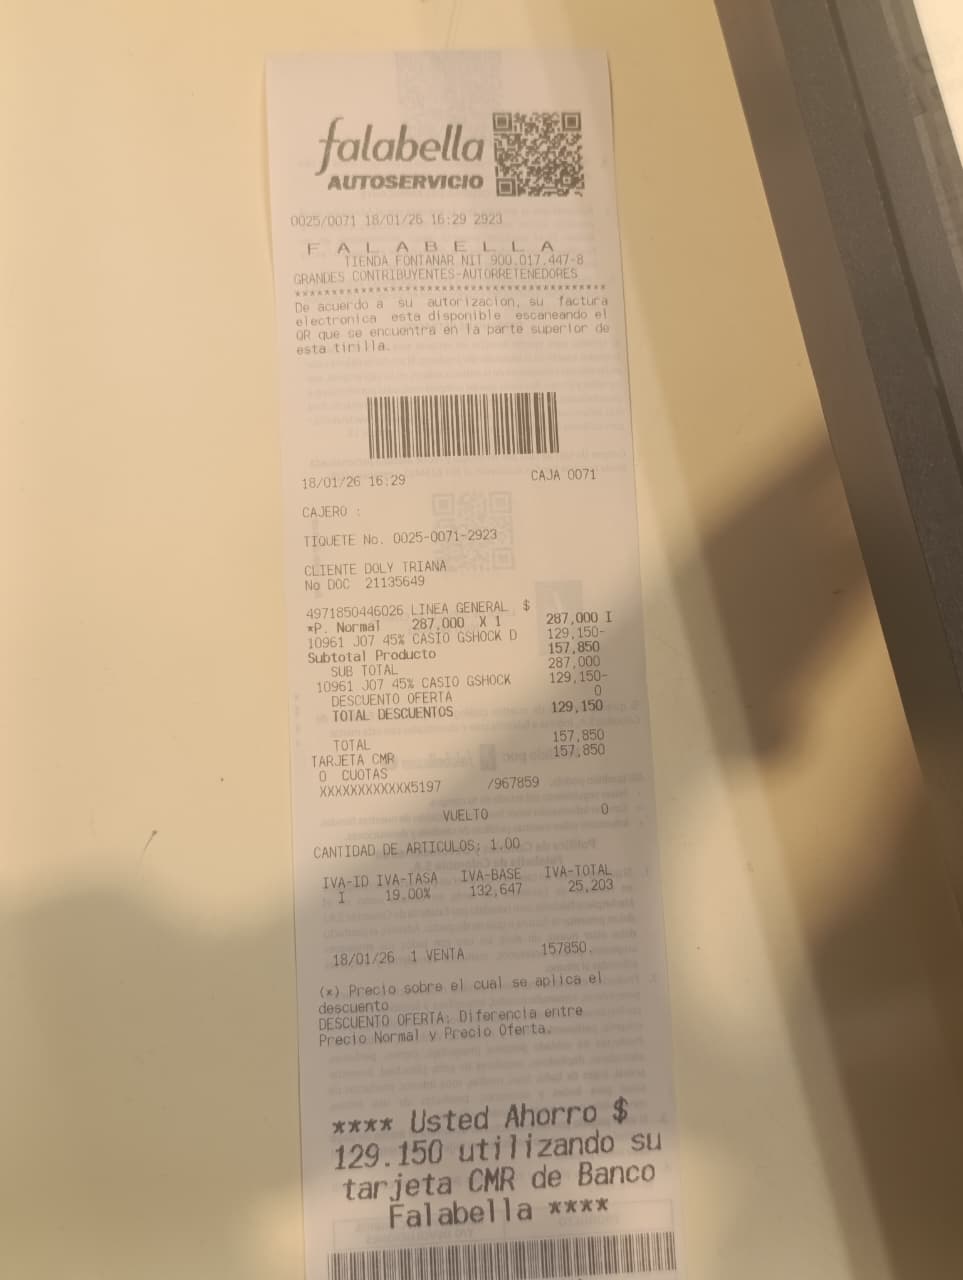 falabella
AUTOSERVICIO
0025/0071 18/01/26 16:29 2923
F A L A B E L L A
TIENDA FONTANAR NIT 900.017.447-8
GRANDES CONTRIBUYENTES-AUTORRETENEDORES
****************************************
De acuerdo a su autorizacion, su factura
electronica esta disponible escaneando el
QR que se encuentra en la parte superior de
esta tirilla.
18/01/26 16:29 CAJA 0071
CAJERO :
TIQUETE No. 0025-0071-2923
CLIENTE DOLY TRIANA
No DOC 21135649
4971850446026 LINEA GENERAL $
*P. Normal 287,000 X 1 287,000 I
10961 J07 45% CASIO GSHOCK D 129,150-
Subtotal Producto 157,850
SUB TOTAL 287,000
10961 J07 45% CASIO GSHOCK 129,150-
DESCUENTO OFERTA 0
TOTAL DESCUENTOS 129,150
TOTAL 157,850
TARJETA CMR 157,850
0 CUOTAS
XXXXXXXXXXXX5197 /967859
VUELTO 0
CANTIDAD DE ARTICULOS: 1.00
IVA-ID IVA-TASA IVA-BASE IVA-TOTAL
I 19.00% 132,647 25,203
18/01/26 1 VENTA 157850.
(*) Precio sobre el cual se aplica el
descuento
DESCUENTO OFERTA: Diferencia entre
Precio Normal y Precio Oferta.
**** Usted Ahorro $
129.150 utilizando su
tarjeta CMR de Banco
Falabella ****